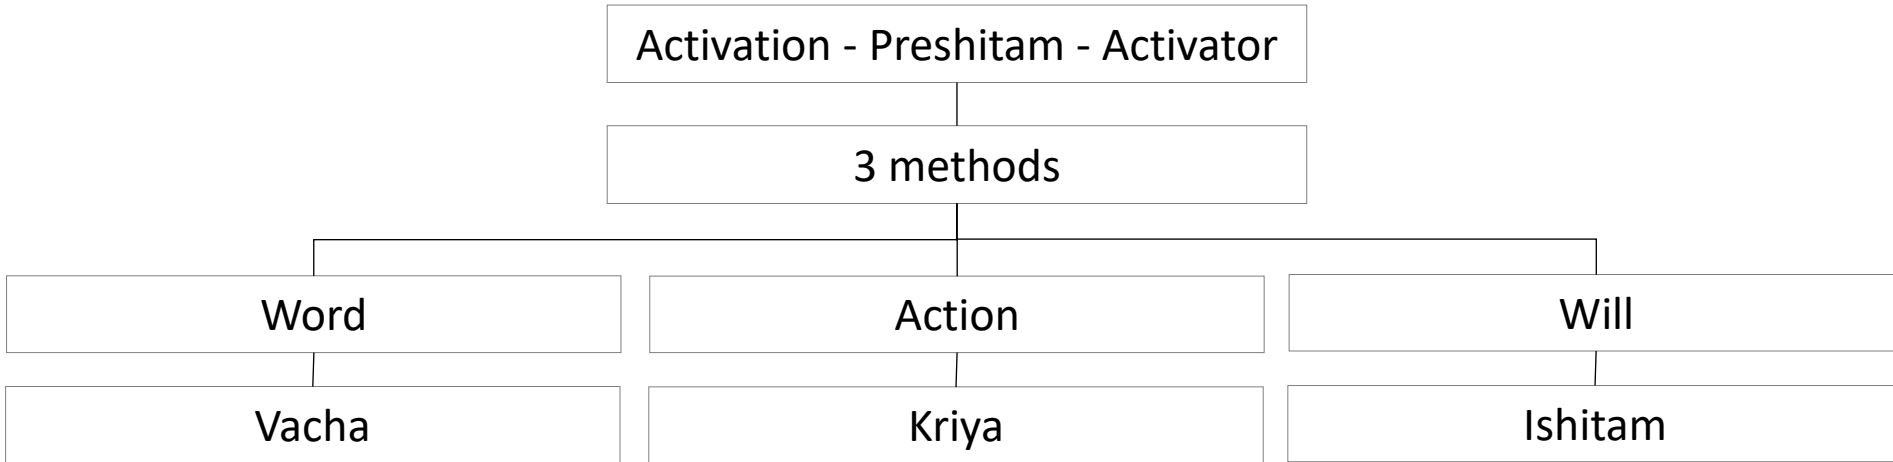 Activation - Preshitam - Activator
3 methods
Word
Action
Will
Vacha
Kriya
Ishitam